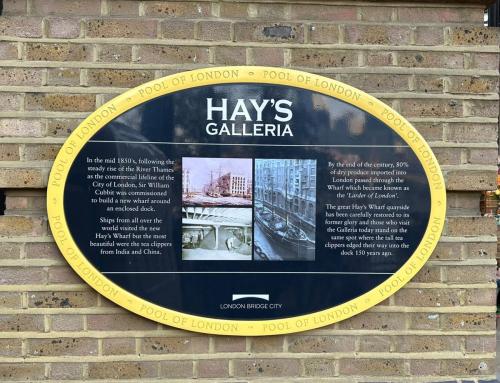 POOL OF LONDON POOL OF LONDON POOL OF LONDON POOL OF LONDON POOL OF LONDON POOL OF LONDON POOL OF LONDON POOL OF LONDON
HAY'S
GALLERIA
In the mid 1850's, following the
steady rise of the River Thames
as the commercial lifeline of the
City of London, Sir William
Cubbit was commissioned
to build a new wharf around
an enclosed dock.
Ships from all over the
world visited the new
Hay's Wharf but the most
beautiful were the tea clippers
from India and China.
By the end of the century, 80%
of dry produce imported into
London passed through the
Wharf which became known as
the 'Larder of London'.
The great Hay's Wharf quayside
has been carefully restored to its
former glory and those who visit
the Galleria today stand on the
same spot where the tall tea
clippers edged their way into the
dock 150 years ago.
LONDON BRIDGE CITY